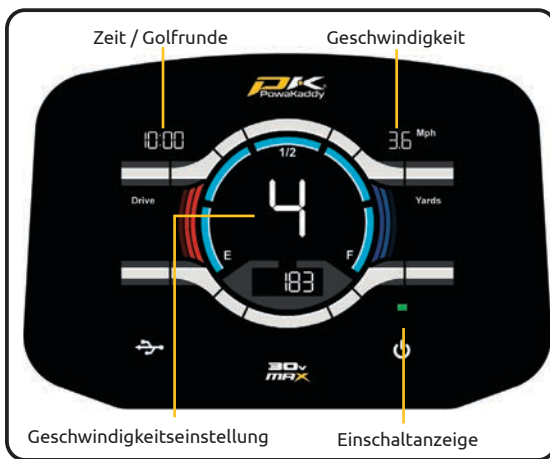 Zeit / Golfrunde
Geschwindigkeit
PK
PowaKaddy
10:00
3.6 Mph
1/2
Drive
4
Yards
E
F
183
30V
MAX
Geschwindigkeitseinstellung
Einschaltanzeige